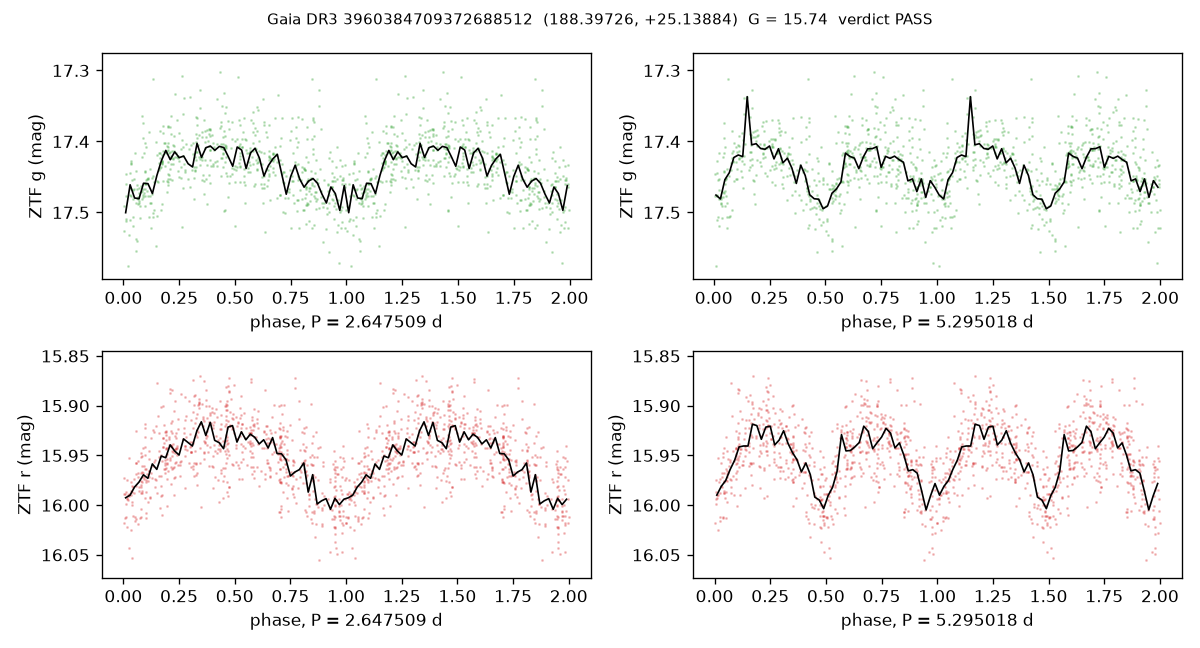 Gaia DR3 3960384709372688512 (188.39726, +25.13884) G = 15.74 verdict PASS
ZTF g (mag)
17.3
17.4
17.5
0.00 0.25 0.50 0.75 1.00 1.25 1.50 1.75 2.00
phase, P = 2.647509 d
ZTF g (mag)
17.3
17.4
17.5
0.00 0.25 0.50 0.75 1.00 1.25 1.50 1.75 2.00
phase, P = 5.295018 d
ZTF r (mag)
15.85
15.90
15.95
16.00
16.05
0.00 0.25 0.50 0.75 1.00 1.25 1.50 1.75 2.00
phase, P = 2.647509 d
ZTF r (mag)
15.85
15.90
15.95
16.00
16.05
0.00 0.25 0.50 0.75 1.00 1.25 1.50 1.75 2.00
phase, P = 5.295018 d